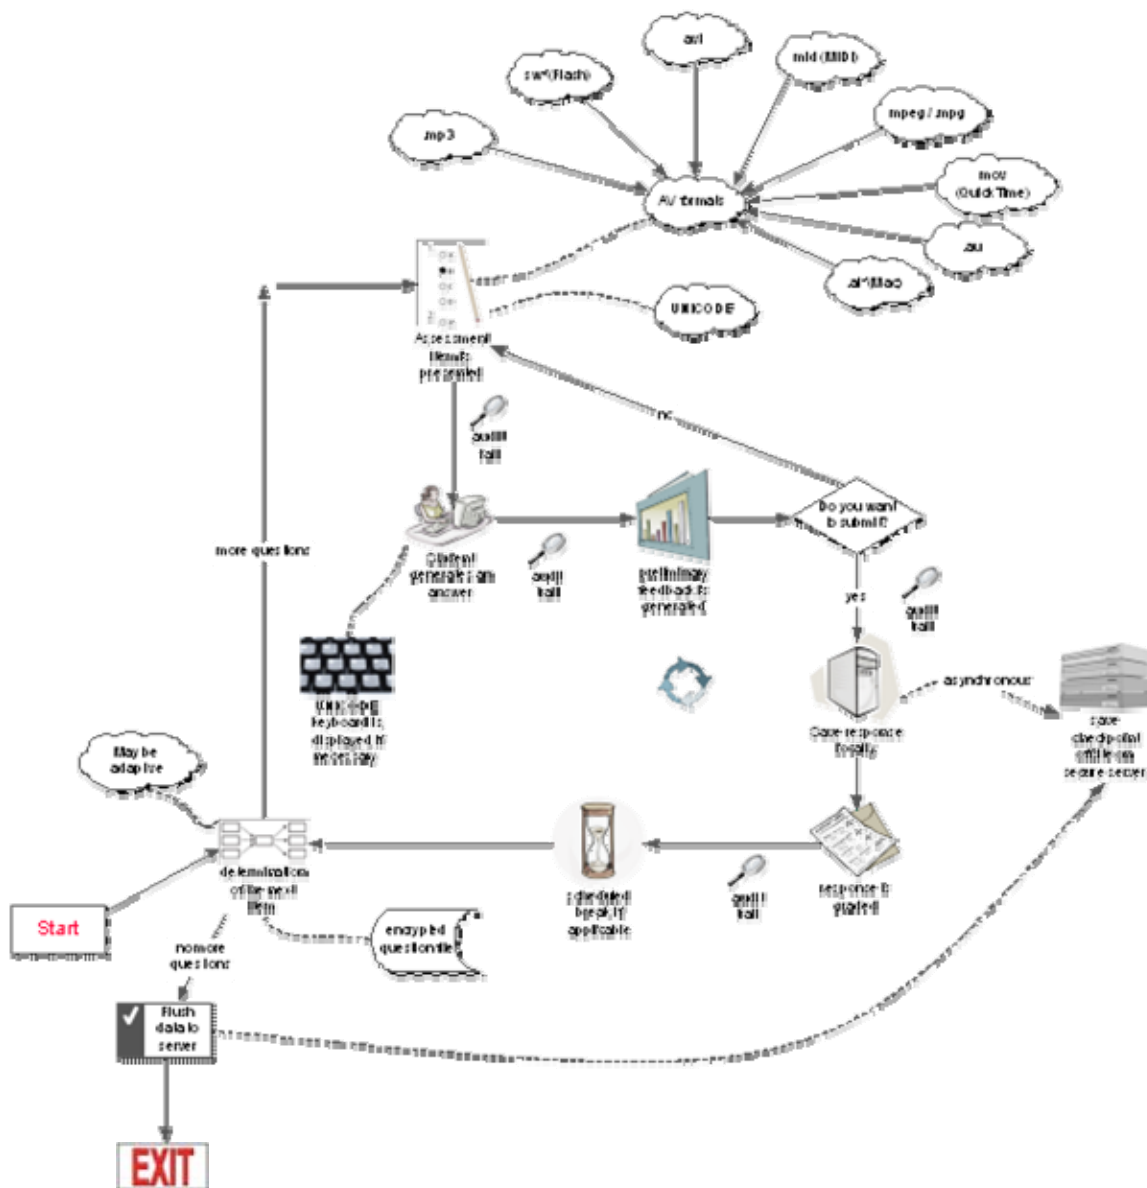 avi
swf (Flash)
mid (MIDI)
mp3
mpeg / mpg
mov
(QuickTime)
AV formats
.au
.aif (Mac)
UNICODE
Assessment
items
presented
no
audit
trail
Do you want
to submit?
more questions
Student
generates an
answer
audit
trail
preliminary
feedback is
generated
yes
audit
trail
asynchronous
UNICODE
keyboard is
displayed if
necessary
Save response
locally
save
checkpoint
offline on
secure server
May be
adaptive
determination
of the next
item
scheduled
break, if
applicable
audit
trail
response is
graded
Start
encrypted
question file
no more
questions
Flush
data to
server
EXIT